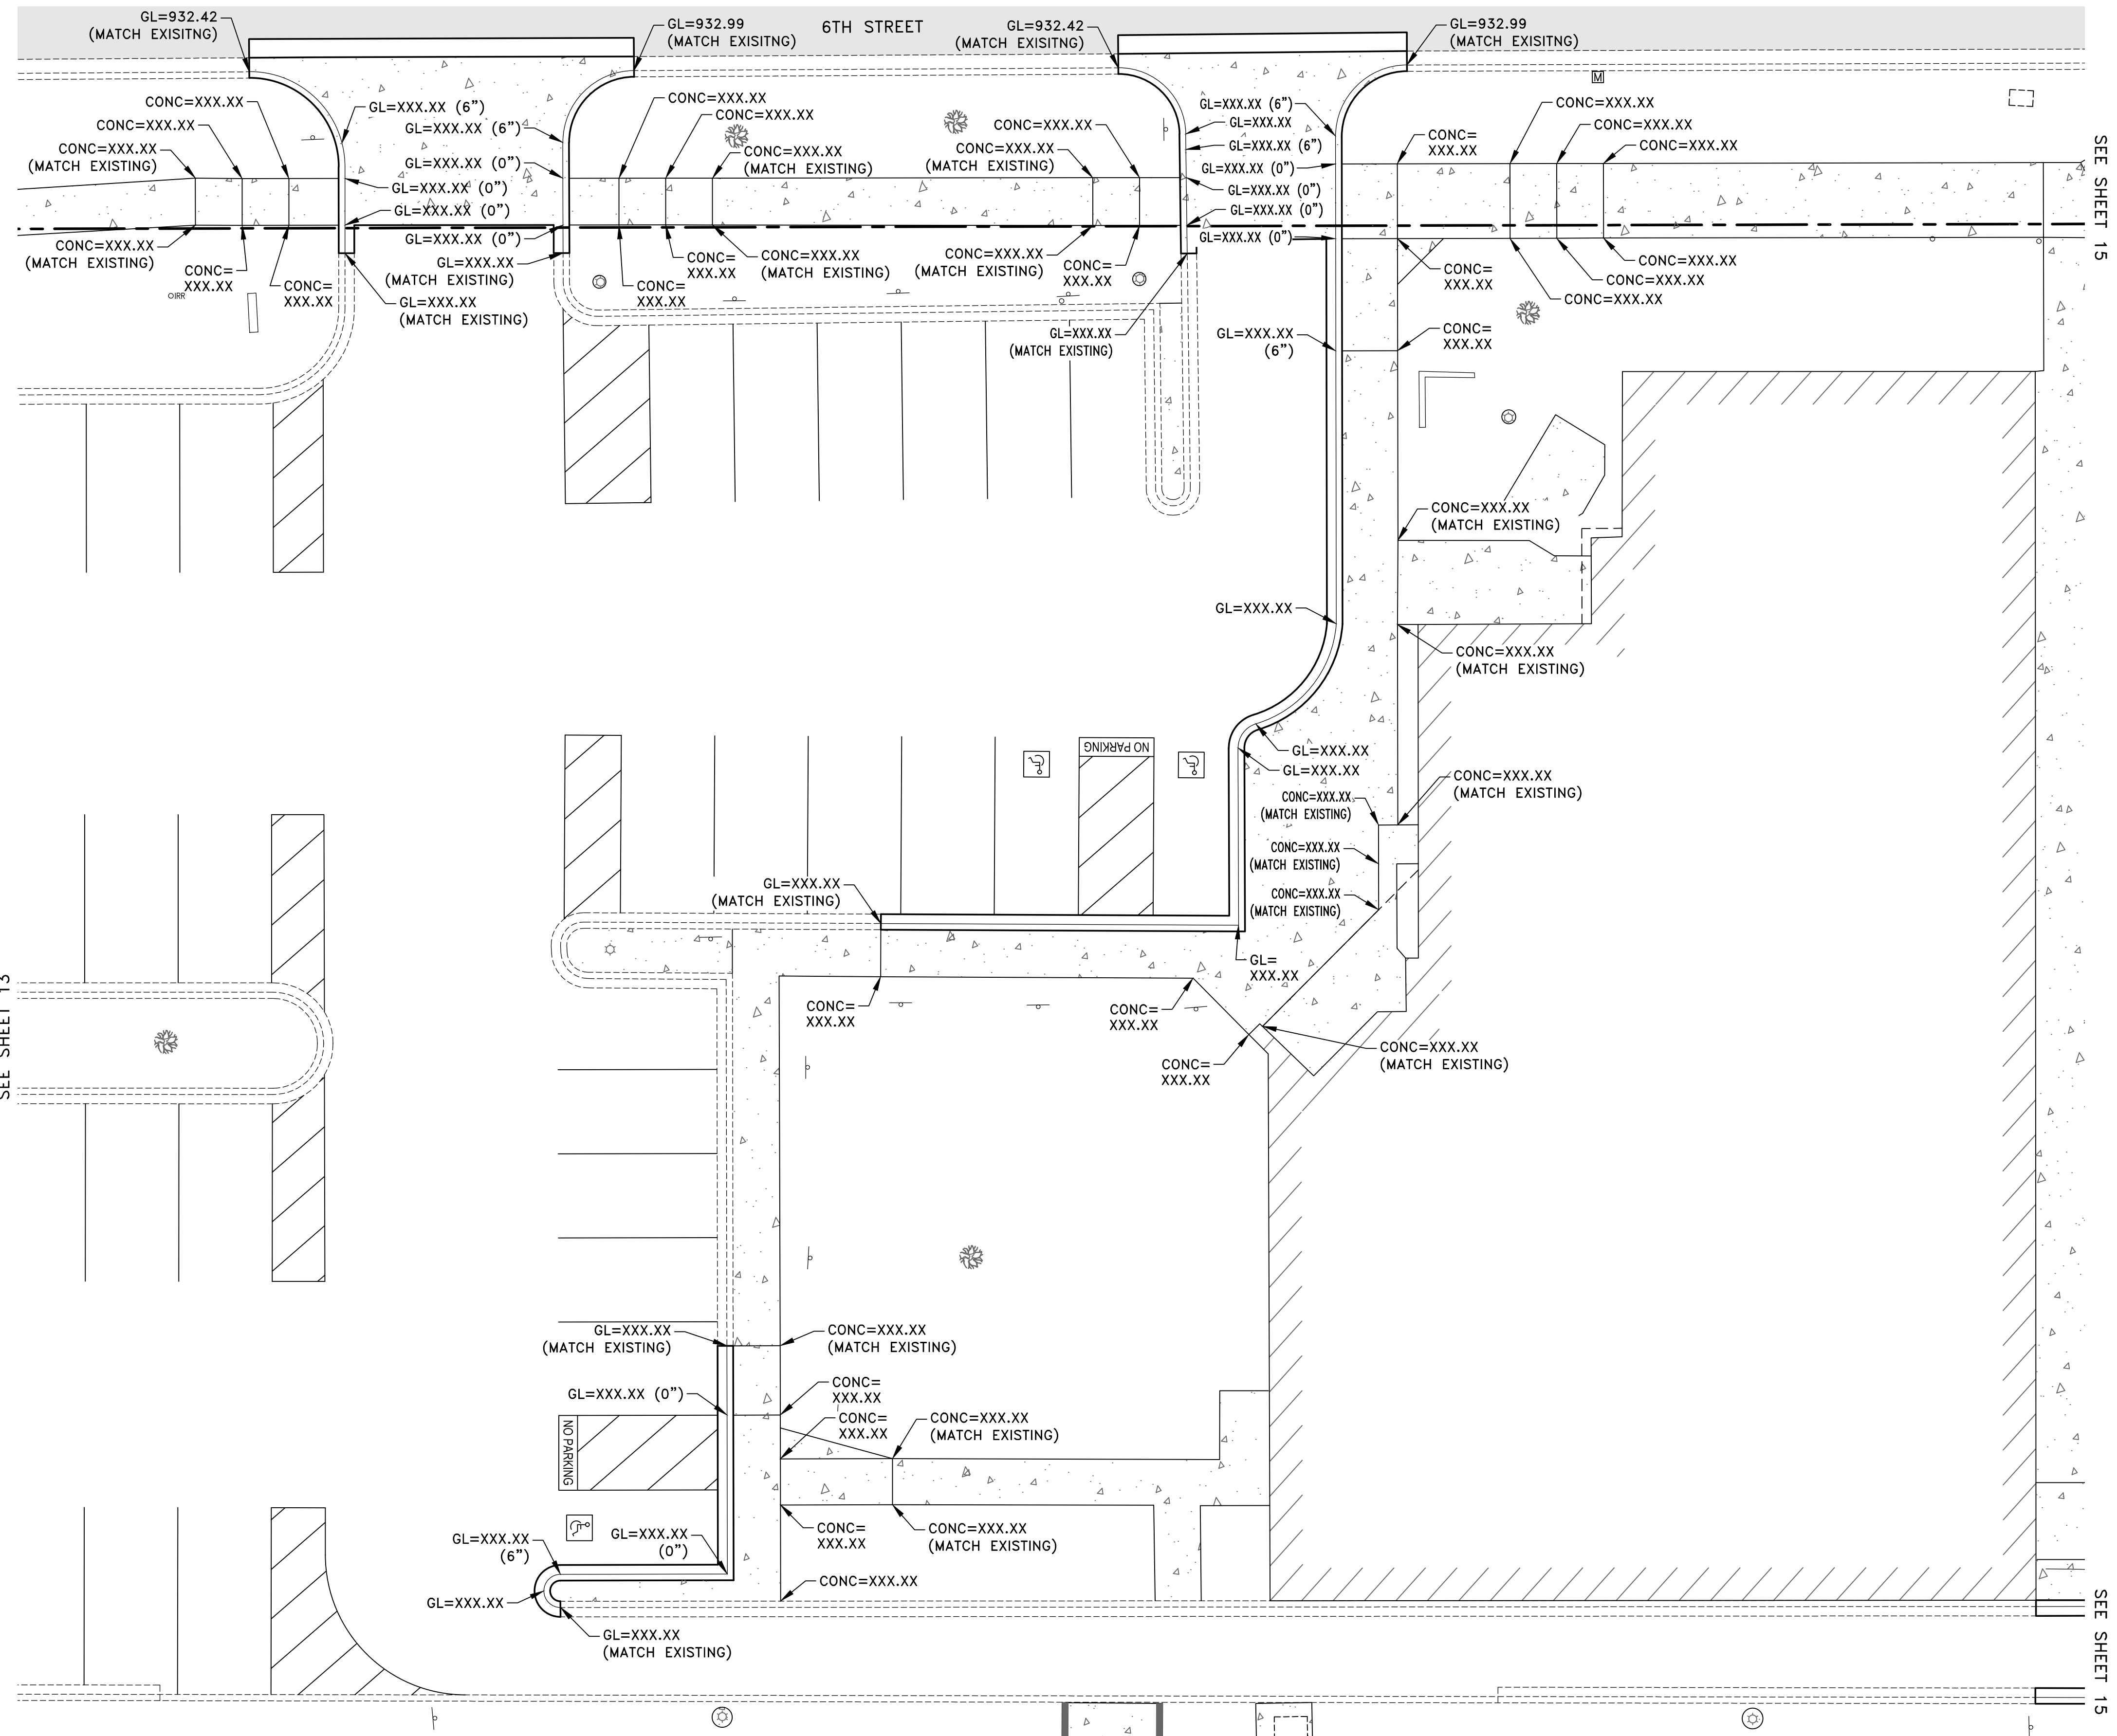 GL=932.42
(MATCH EXISITNG)
GL=932.99
(MATCH EXISITNG)
6TH STREET
GL=932.42
(MATCH EXISITNG)
GL=932.99
(MATCH EXISITNG)
M
CONC=XXX.XX
CONC=XXX.XX
CONC=XXX.XX
(MATCH EXISTING)
GL=XXX.XX (6")
GL=XXX.XX (6")
GL=XXX.XX (0")
GL=XXX.XX (0")
GL=XXX.XX (0")
GL=XXX.XX (0")
GL=XXX.XX
(MATCH EXISTING)
CONC=XXX.XX
(MATCH EXISTING)
CONC=
XXX.XX
CONC=
XXX.XX
OIRR
GL=XXX.XX
(MATCH EXISTING)
CONC=XXX.XX
CONC=XXX.XX
CONC=XXX.XX
(MATCH EXISTING)
CONC=XXX.XX
CONC=XXX.XX
(MATCH EXISTING)
CONC=
XXX.XX
CONC=
XXX.XX
CONC=XXX.XX
(MATCH EXISTING)
CONC=XXX.XX
(MATCH EXISTING)
CONC=
XXX.XX
GL=XXX.XX (6")
GL=XXX.XX
GL=XXX.XX (6")
GL=XXX.XX (0")
GL=XXX.XX (0")
GL=XXX.XX (0")
GL=XXX.XX (0")
GL=XXX.XX
(MATCH EXISTING)
GL=XXX.XX
(6")
CONC=
XXX.XX
CONC=XXX.XX
CONC=XXX.XX
CONC=XXX.XX
CONC=
XXX.XX
CONC=XXX.XX
CONC=XXX.XX
CONC=XXX.XX
CONC=
XXX.XX
SEE SHEET 15
CONC=XXX.XX
(MATCH EXISTING)
GL=XXX.XX
CONC=XXX.XX
(MATCH EXISTING)
NO PARKING
GL=XXX.XX
GL=XXX.XX
CONC=XXX.XX
(MATCH EXISTING)
CONC=XXX.XX
(MATCH EXISTING)
CONC=XXX.XX
(MATCH EXISTING)
CONC=XXX.XX
(MATCH EXISTING)
GL=XXX.XX
(MATCH EXISTING)
GL=
XXX.XX
CONC=
XXX.XX
CONC=
XXX.XX
CONC=
XXX.XX
CONC=XXX.XX
(MATCH EXISTING)
SEE SHEET 13
GL=XXX.XX
(MATCH EXISTING)
CONC=XXX.XX
(MATCH EXISTING)
GL=XXX.XX (0")
CONC=
XXX.XX
CONC=
XXX.XX
CONC=XXX.XX
(MATCH EXISTING)
NO PARKING
CONC=
XXX.XX
CONC=XXX.XX
(MATCH EXISTING)
GL=XXX.XX
(6")
GL=XXX.XX
(0")
CONC=XXX.XX
GL=XXX.XX
GL=XXX.XX
(MATCH EXISTING)
SEE SHEET 15